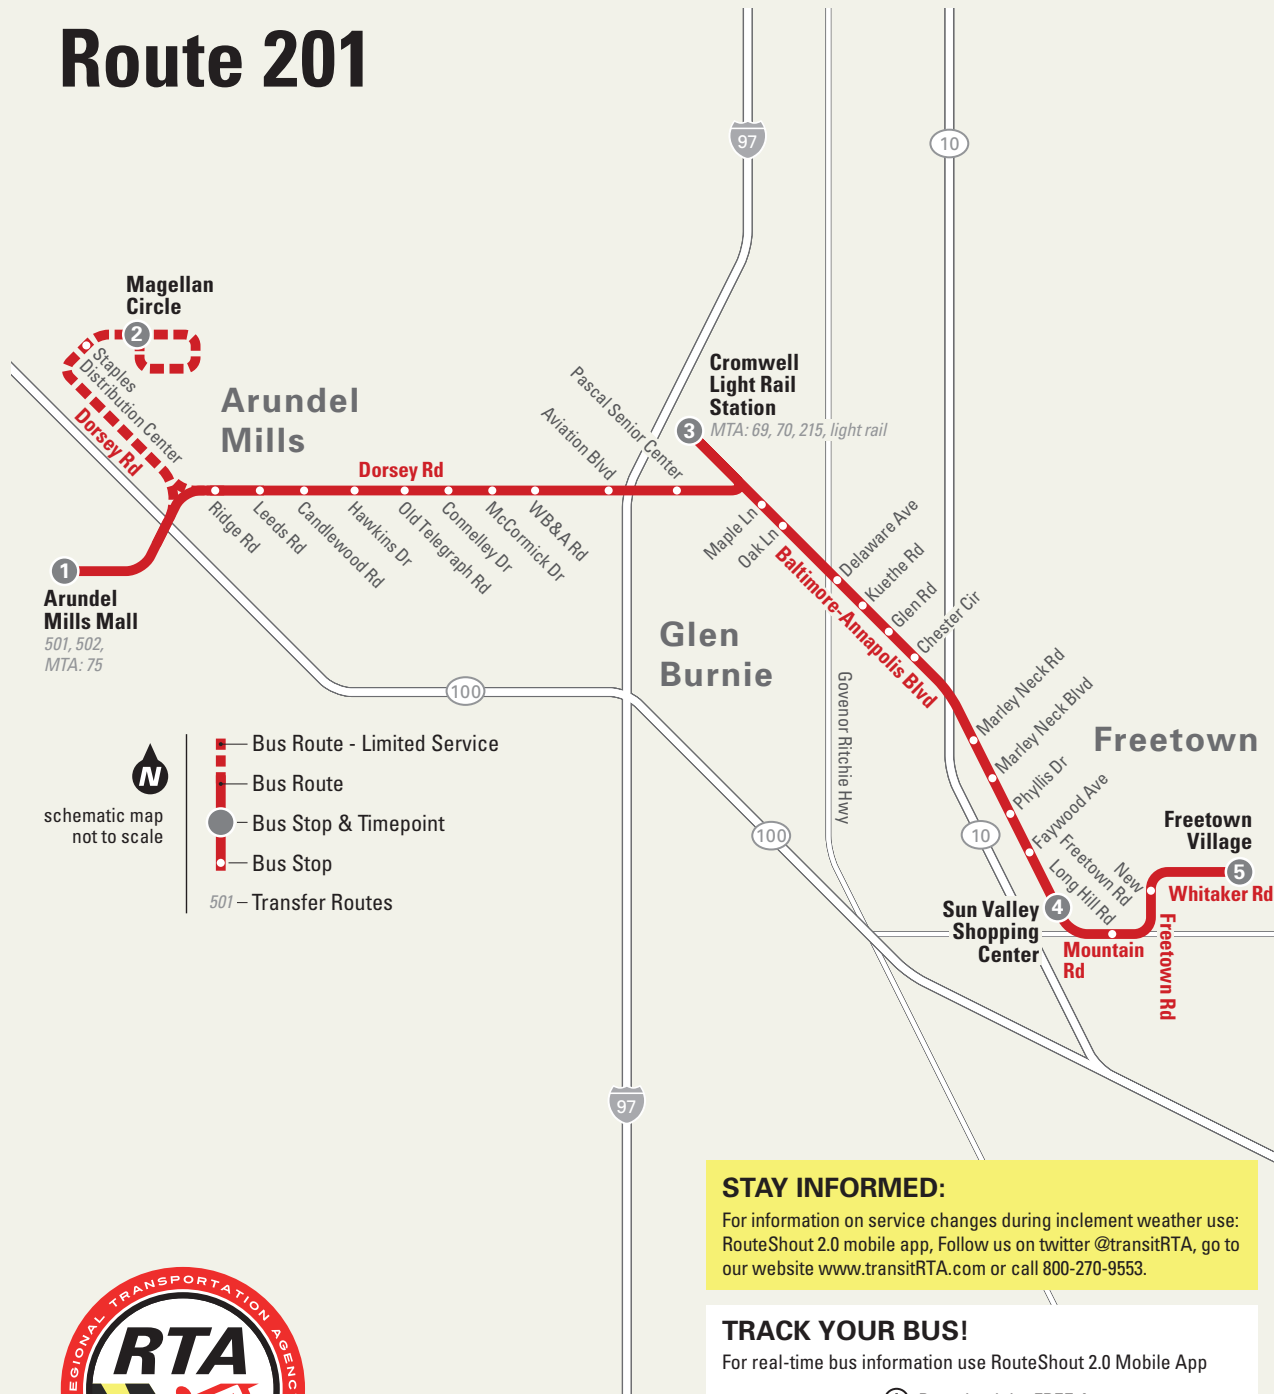 Route 201
97
10
Magellan
Circle
2
Staples
Distribution Center
Dorsey Rd
Arundel
Mills
Dorsey Rd
Pascal Senior Center
Aviation Blvd
Cromwell
Light Rail
Station
3
MTA: 69, 70, 215, light rail
Ridge Rd
Leeds Rd
Candlewood Rd
Hawkins Dr
Old Telegraph Rd
Connelley Dr
McCormick Dr
WB&A Rd
Maple Ln
Oak Ln
Delaware Ave
Kuethe Rd
Glen Rd
Chester Cir
Baltimore-Annapolis Blvd
1
Arundel
Mills Mall
501, 502,
MTA: 75
Glen
Burnie
100
Govenor Ritchie Hwy
Marley Neck Rd
Marley Neck Blvd
Phyllis Dr
Faywood Ave
Freetown
N
schematic map
not to scale
Bus Route - Limited Service
Bus Route
Bus Stop & Timepoint
Bus Stop
501 – Transfer Routes
100
10
New
Freetown Rd
Long Hill Rd
Freetown
Village
5
Whitaker Rd
4
Sun Valley
Shopping
Center
Mountain
Rd
Freetown Rd
97
STAY INFORMED:
For information on service changes during inclement weather use:
RouteShout 2.0 mobile app, Follow us on twitter @transitRTA, go to
our website www.transitRTA.com or call 800-270-9553.
TRACK YOUR BUS!
For real-time bus information use RouteShout 2.0 Mobile App
REGIONAL TRANSPORTATION AGENC
RTA